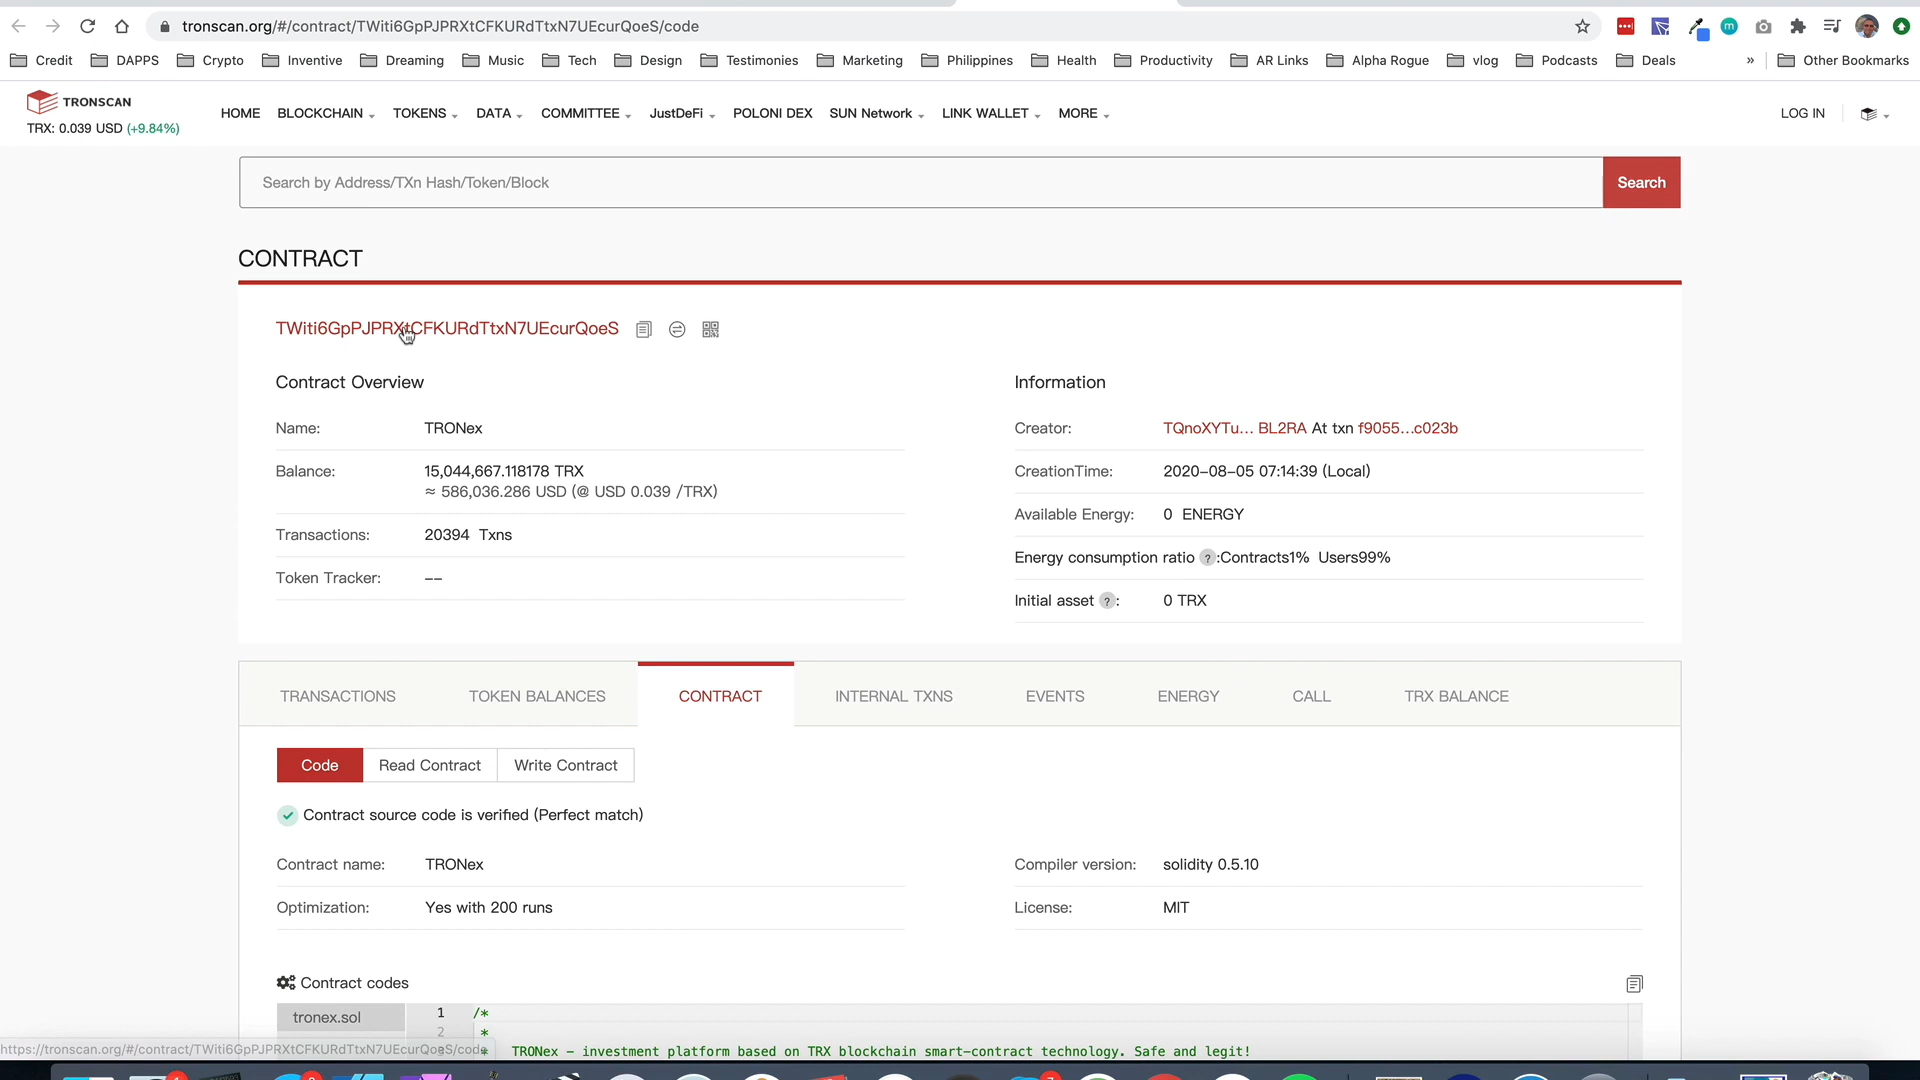 tronscan.org/#/contract/TWiti6GpPJPRXtCFKURdTtxN7UEcurQoeS/code
Credit DAPPS Crypto Inventive Dreaming Music Tech Design Testimonies Marketing Philippines Health Productivity AR Links Alpha Rogue vlog Podcasts Deals » Other Bookmarks
TRONSCAN
TRX: 0.039 USD (+9.84%)
HOME BLOCKCHAIN TOKENS DATA COMMITTEE JustDeFi POLONI DEX SUN Network LINK WALLET MORE LOG IN
Search by Address/TXn Hash/Token/Block Search
CONTRACT
TWiti6GpPJPRXtCFKURdTtxN7UEcurQoeS
Contract Overview
Name: TRONex
Balance: 15,044,667.118178 TRX
≈ 586,036.286 USD (@ USD 0.039 /TRX)
Transactions: 20394 Txns
Token Tracker: --
Information
Creator: TQnoXYTu... BL2RA At txn f9055...c023b
CreationTime: 2020-08-05 07:14:39 (Local)
Available Energy: 0 ENERGY
Energy consumption ratio ?:Contracts1% Users99%
Initial asset ?: 0 TRX
TRANSACTIONS TOKEN BALANCES CONTRACT INTERNAL TXNS EVENTS ENERGY CALL TRX BALANCE
Code Read Contract Write Contract
Contract source code is verified (Perfect match)
Contract name: TRONex
Optimization: Yes with 200 runs
Compiler version: solidity 0.5.10
License: MIT
Contract codes
tronex.sol
1 /*
2 *
* TRONex - investment platform based on TRX blockchain smart-contract technology. Safe and legit!
https://tronscan.org/#/contract/TWiti6GpPJPRXtCFKURdTtxN7UEcurQoeS/code